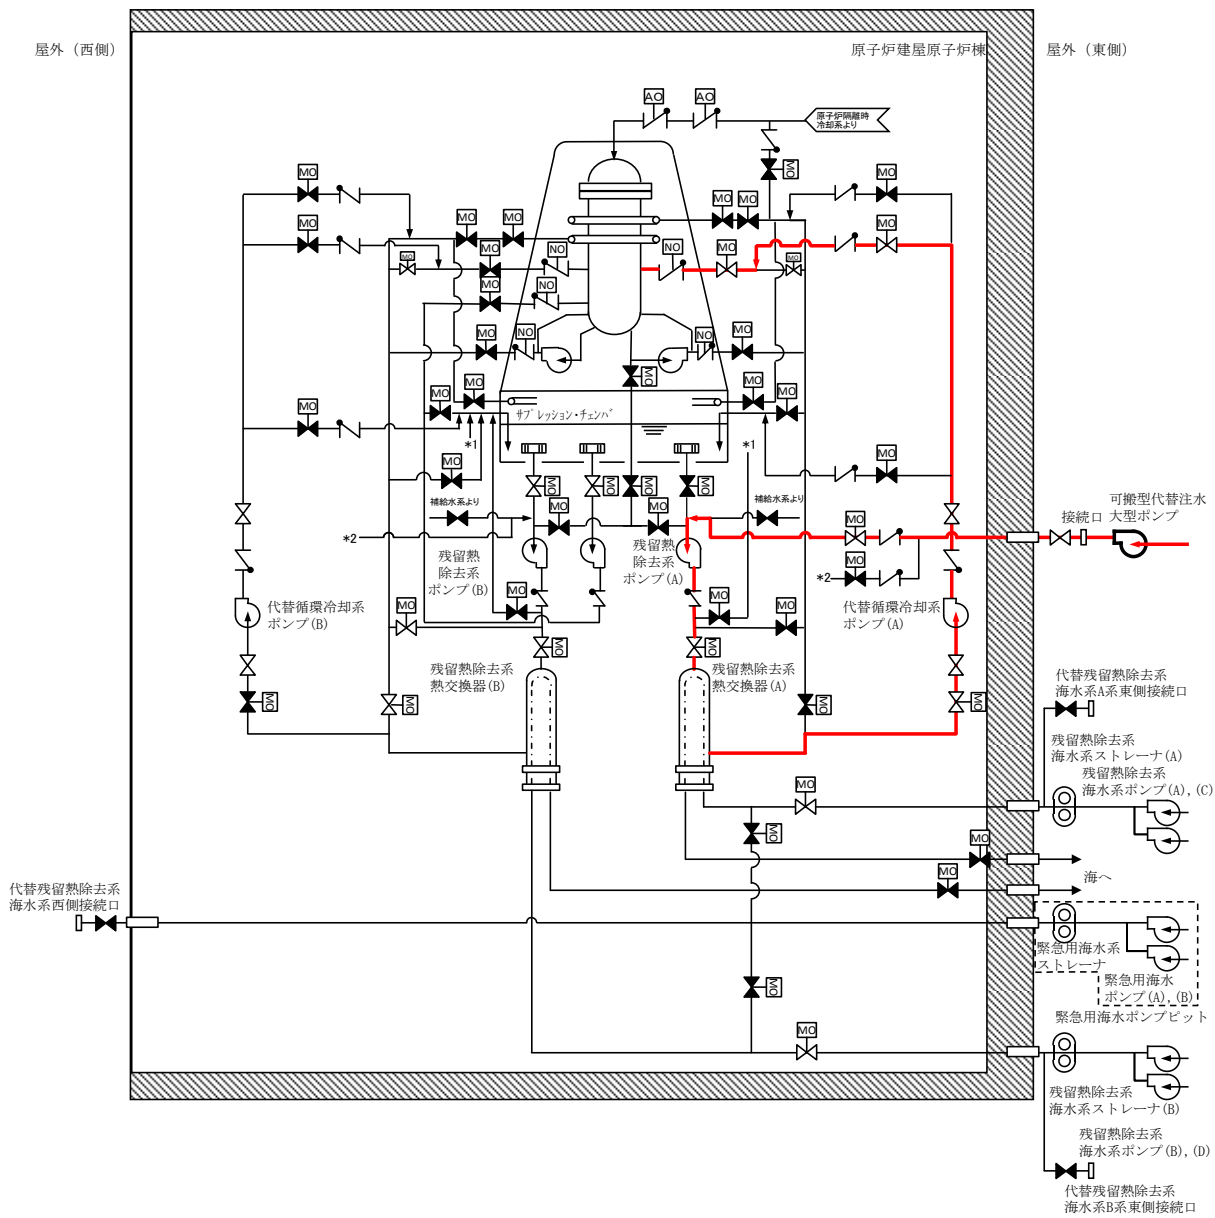 屋外（西側）
原子炉建屋原子炉棟
屋外（東側）
AO
AO
原子炉隔離時
冷却系より
MO
MO
MO
MO
MO
MO
MO
MO
MO
MO
NO
NO
MO
MO
MO
MO
MO
NO
MO
NO
MO
NO
MO
MO
MO
MO
MO
MO
MO
サプレッション・チェンバ
*1
*1
MO
MO
MO
MO
MO
MO
補給水系より
補給水系より
MO
MO
MO
接続口
可搬型代替注水
大型ポンプ
*2
*2
MO
残留熱
除去系
ポンプ(B)
残留熱
除去系
ポンプ(A)
代替循環冷却系
ポンプ(B)
代替循環冷却系
ポンプ(A)
MO
MO
MO
MO
MO
MO
残留熱除去系
熱交換器(B)
残留熱除去系
熱交換器(A)
MO
MO
MO
MO
代替残留熱除去系
海水系A系東側接続口
残留熱除去系
海水系ストレーナ(A)
残留熱除去系
海水系ポンプ(A),(C)
MO
MO
MO
MO
海へ
代替残留熱除去系
海水系西側接続口
緊急用海水系
ストレーナ
緊急用海水
ポンプ(A),(B)
緊急用海水ポンプピット
MO
MO
残留熱除去系
海水系ストレーナ(B)
残留熱除去系
海水系ポンプ(B),(D)
代替残留熱除去系
海水系B系東側接続口